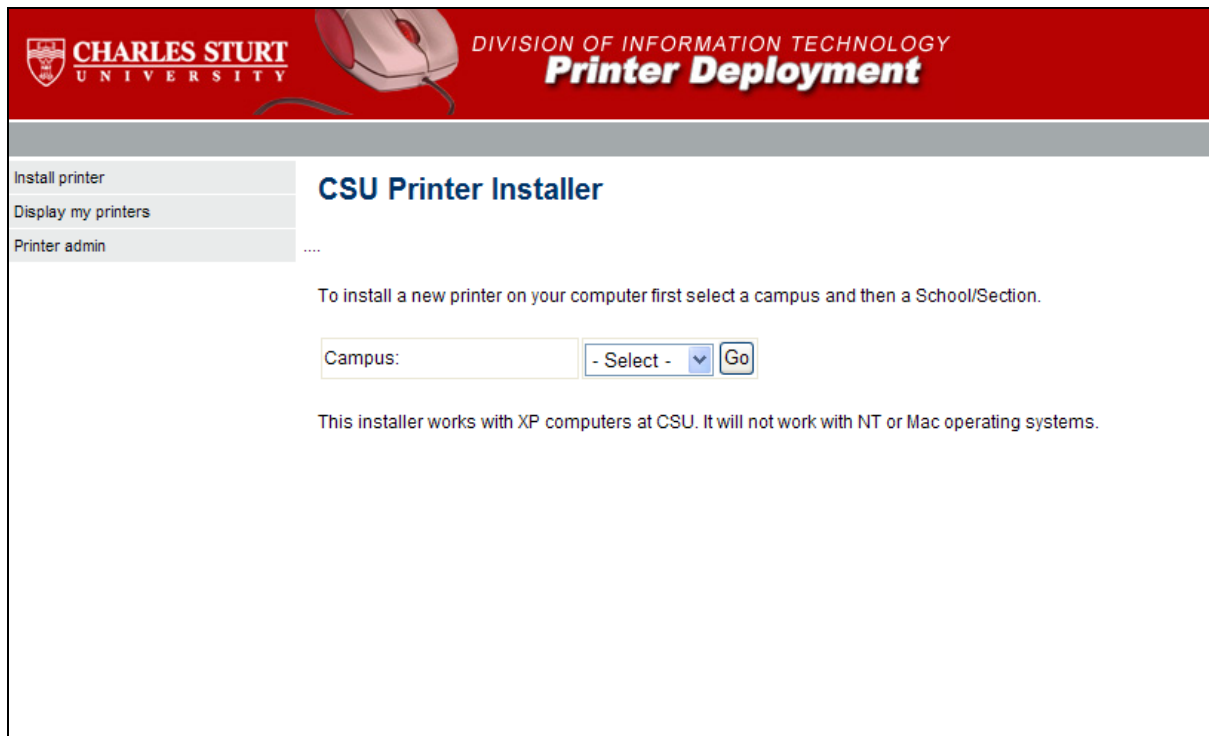 CHARLES STURT
UNIVERSITY
DIVISION OF INFORMATION TECHNOLOGY
Printer Deployment
Install printer
Display my printers
Printer admin
CSU Printer Installer
....
To install a new printer on your computer first select a campus and then a School/Section.
Campus: - Select - Go
This installer works with XP computers at CSU. It will not work with NT or Mac operating systems.